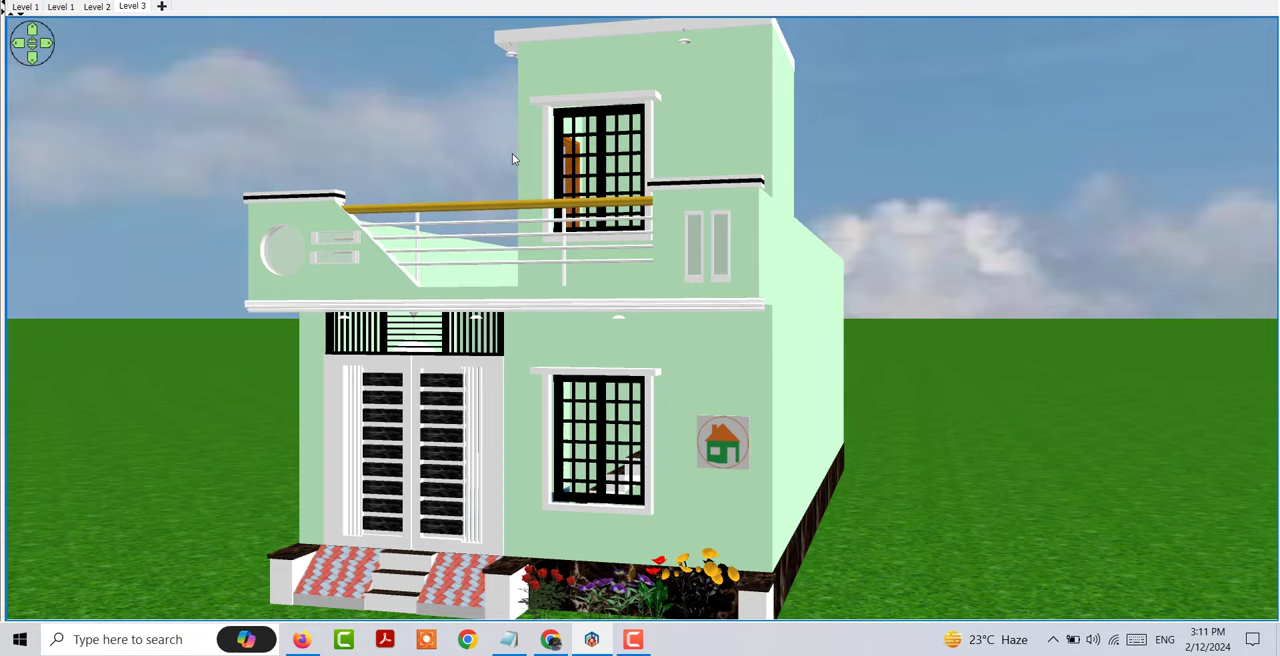 Level 1 Level 1 Level 2 Level 3
Type here to search
23°C Haze
ENG
3:11 PM
2/12/2024